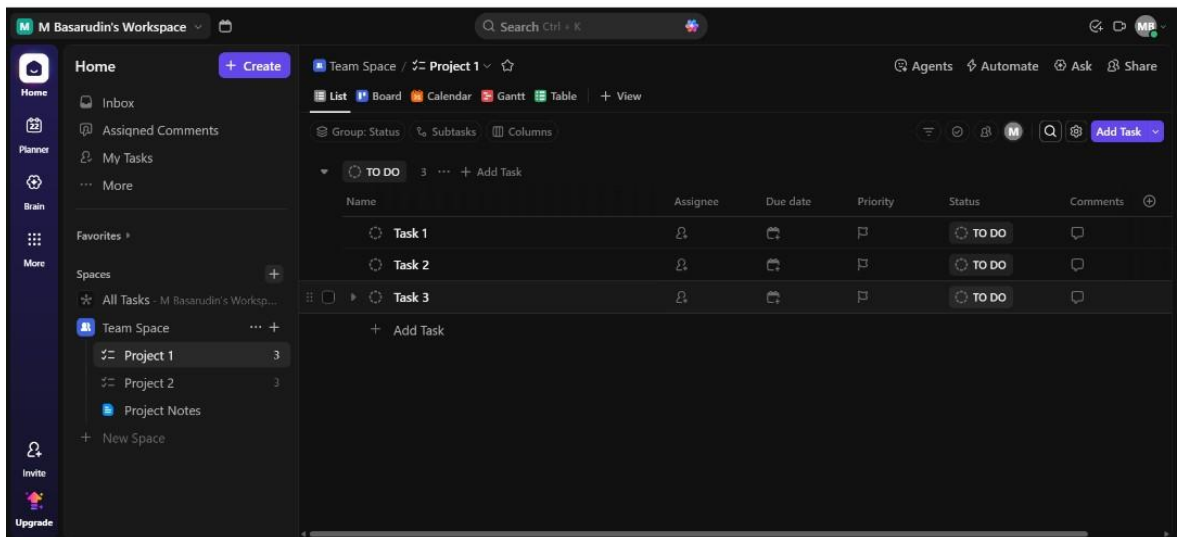 M M Basarudin's Workspace
Search Ctrl + K
MB
Home
Planner
22
Brain
More
Invite
Upgrade
Home
+ Create
Inbox
Assigned Comments
My Tasks
... More
Favorites
Spaces
+
All Tasks - M Basarudin's Worksp...
Team Space ... +
Project 1 3
Project 2 3
Project Notes
+ New Space
Team Space / Project 1
Agents Automate Ask Share
List Board Calendar Gantt Table + View
Group: Status Subtasks Columns
M Add Task
TO DO 3 ... + Add Task
Name Assignee Due date Priority Status Comments
Task 1 TO DO
Task 2 TO DO
Task 3 TO DO
+ Add Task